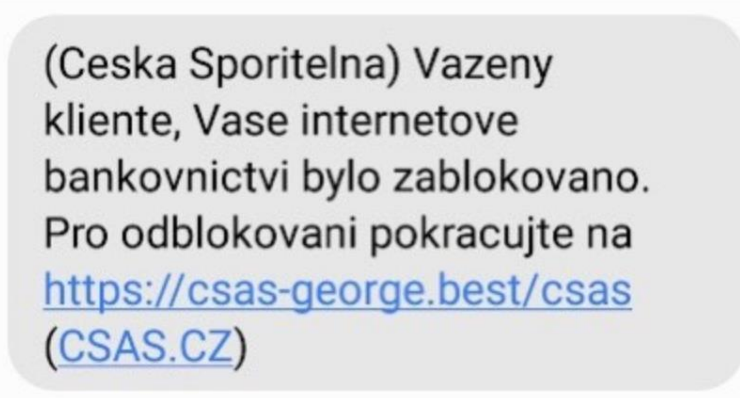 (Ceska Sporitelna) Vazeny
kliente, Vase internetove
bankovnictvi bylo zablokovano.
Pro odblokovani pokracujte na
https://csas-george.best/csas
(CSAS.CZ)